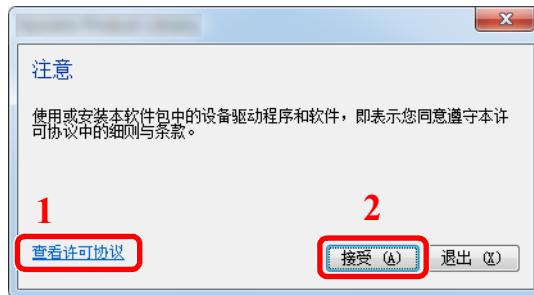 注意
使用或安装本软件包中的设备驱动程序和软件，即表示您同意遵守本许
可协议中的细则与条款。
1
2
查看许可协议
接受 (A)
退出 (X)